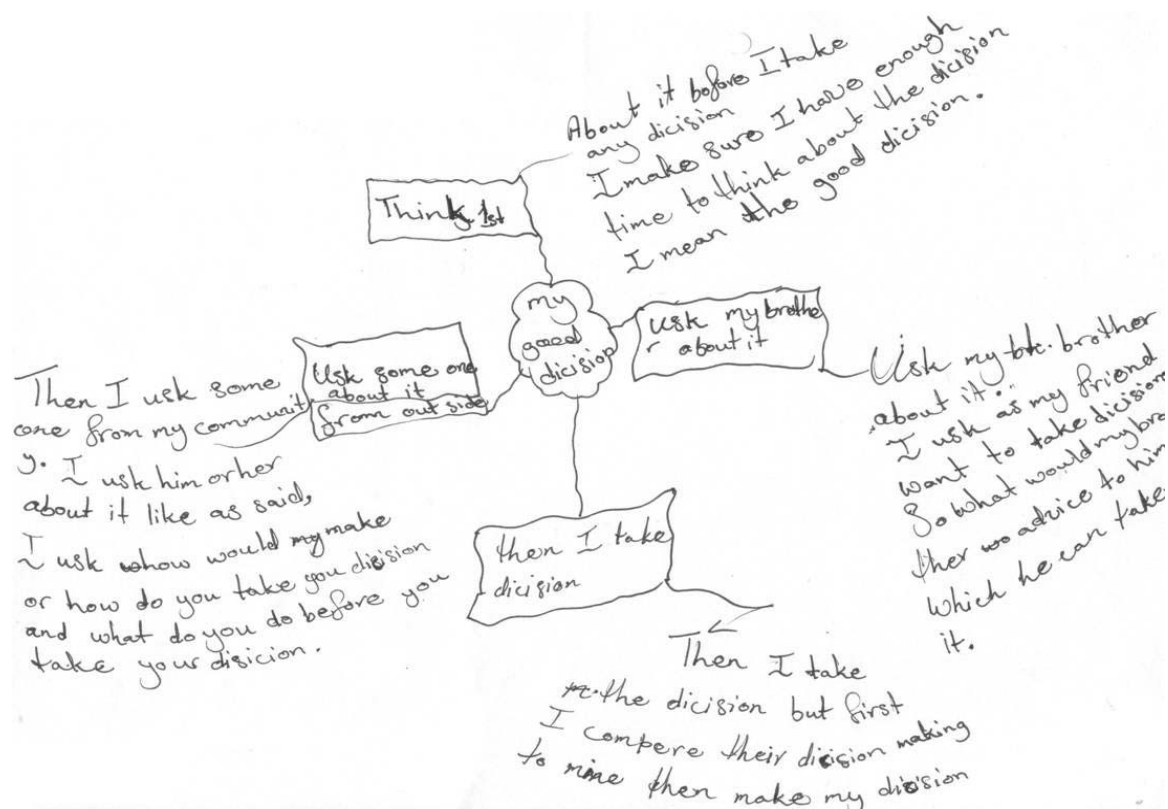 my
good
dicision
Think 1st
About it before I take
any dicision
I make sure I have enough
time to think about the dicision
I mean the good dicision.
Usk my brothe
r about it
Usk my brother
about it.
I usk as my friend
want to take dicision
So what would my bro
ther advice to him
which he can take
it.
then I take
dicision
Then I take
the dicision but first
I compere their dicision making
to mine then make my dicision
Usk some one
about it
from out side
Then I usk some
one from my communit
y. I usk him or her
about it like as said,
I usk how would my make
or how do you take you dicision
and what do you do before you
take your disicion.